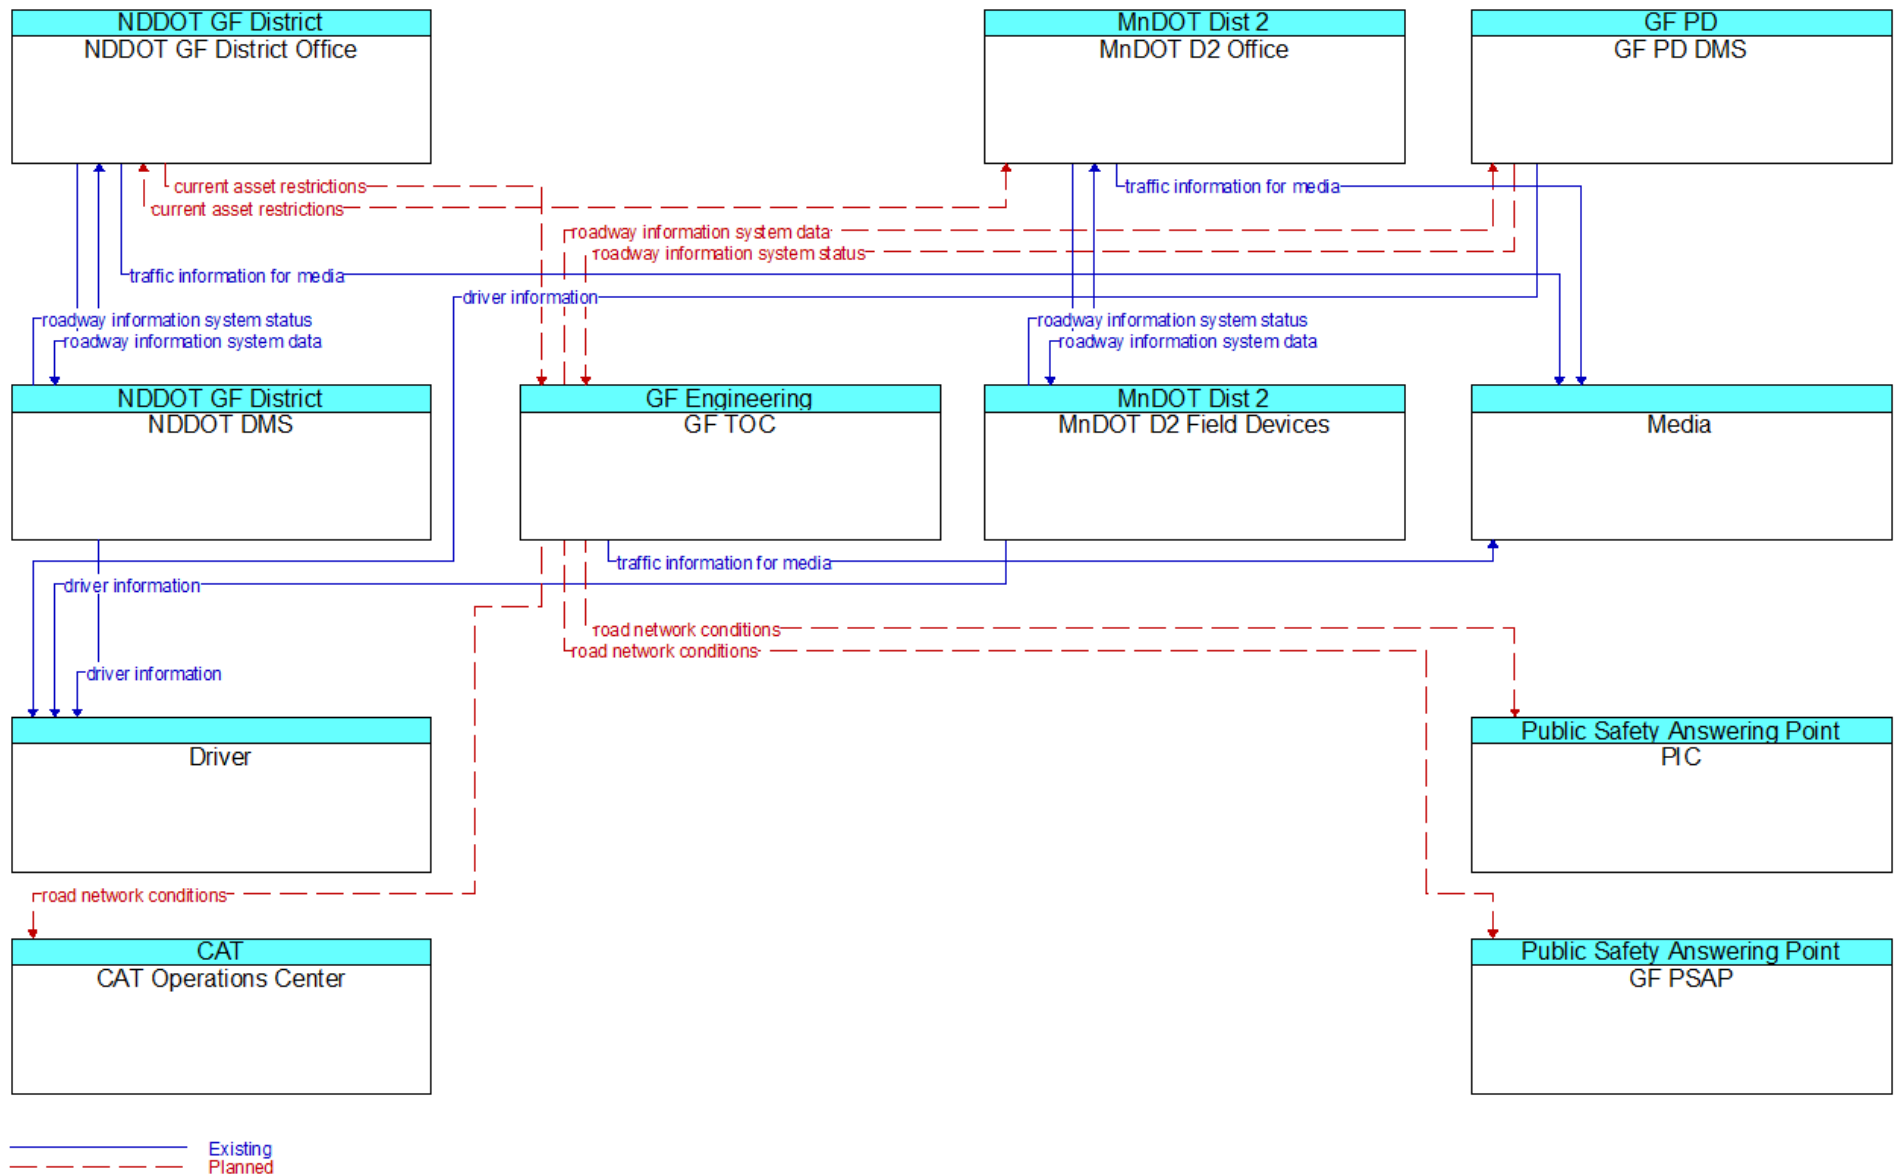 NDDOT GF District
NDDOT GF District Office
MnDOT Dist 2
MnDOT D2 Office
GF PD
GF PD DMS
current asset restrictions
traffic information for media
current asset restrictions
roadway information system data
roadway information system status
traffic information for media
driver information
roadway information system status
roadway information system data
roadway information system status
roadway information system data
NDDOT GF District
NDDOT DMS
GF Engineering
GF TOC
MnDOT Dist 2
MnDOT D2 Field Devices
Media
traffic information for media
driver information
road network conditions
road network conditions
driver information
Driver
Public Safety Answering Point
PIC
road network conditions
CAT
CAT Operations Center
Public Safety Answering Point
GF PSAP
Existing
Planned